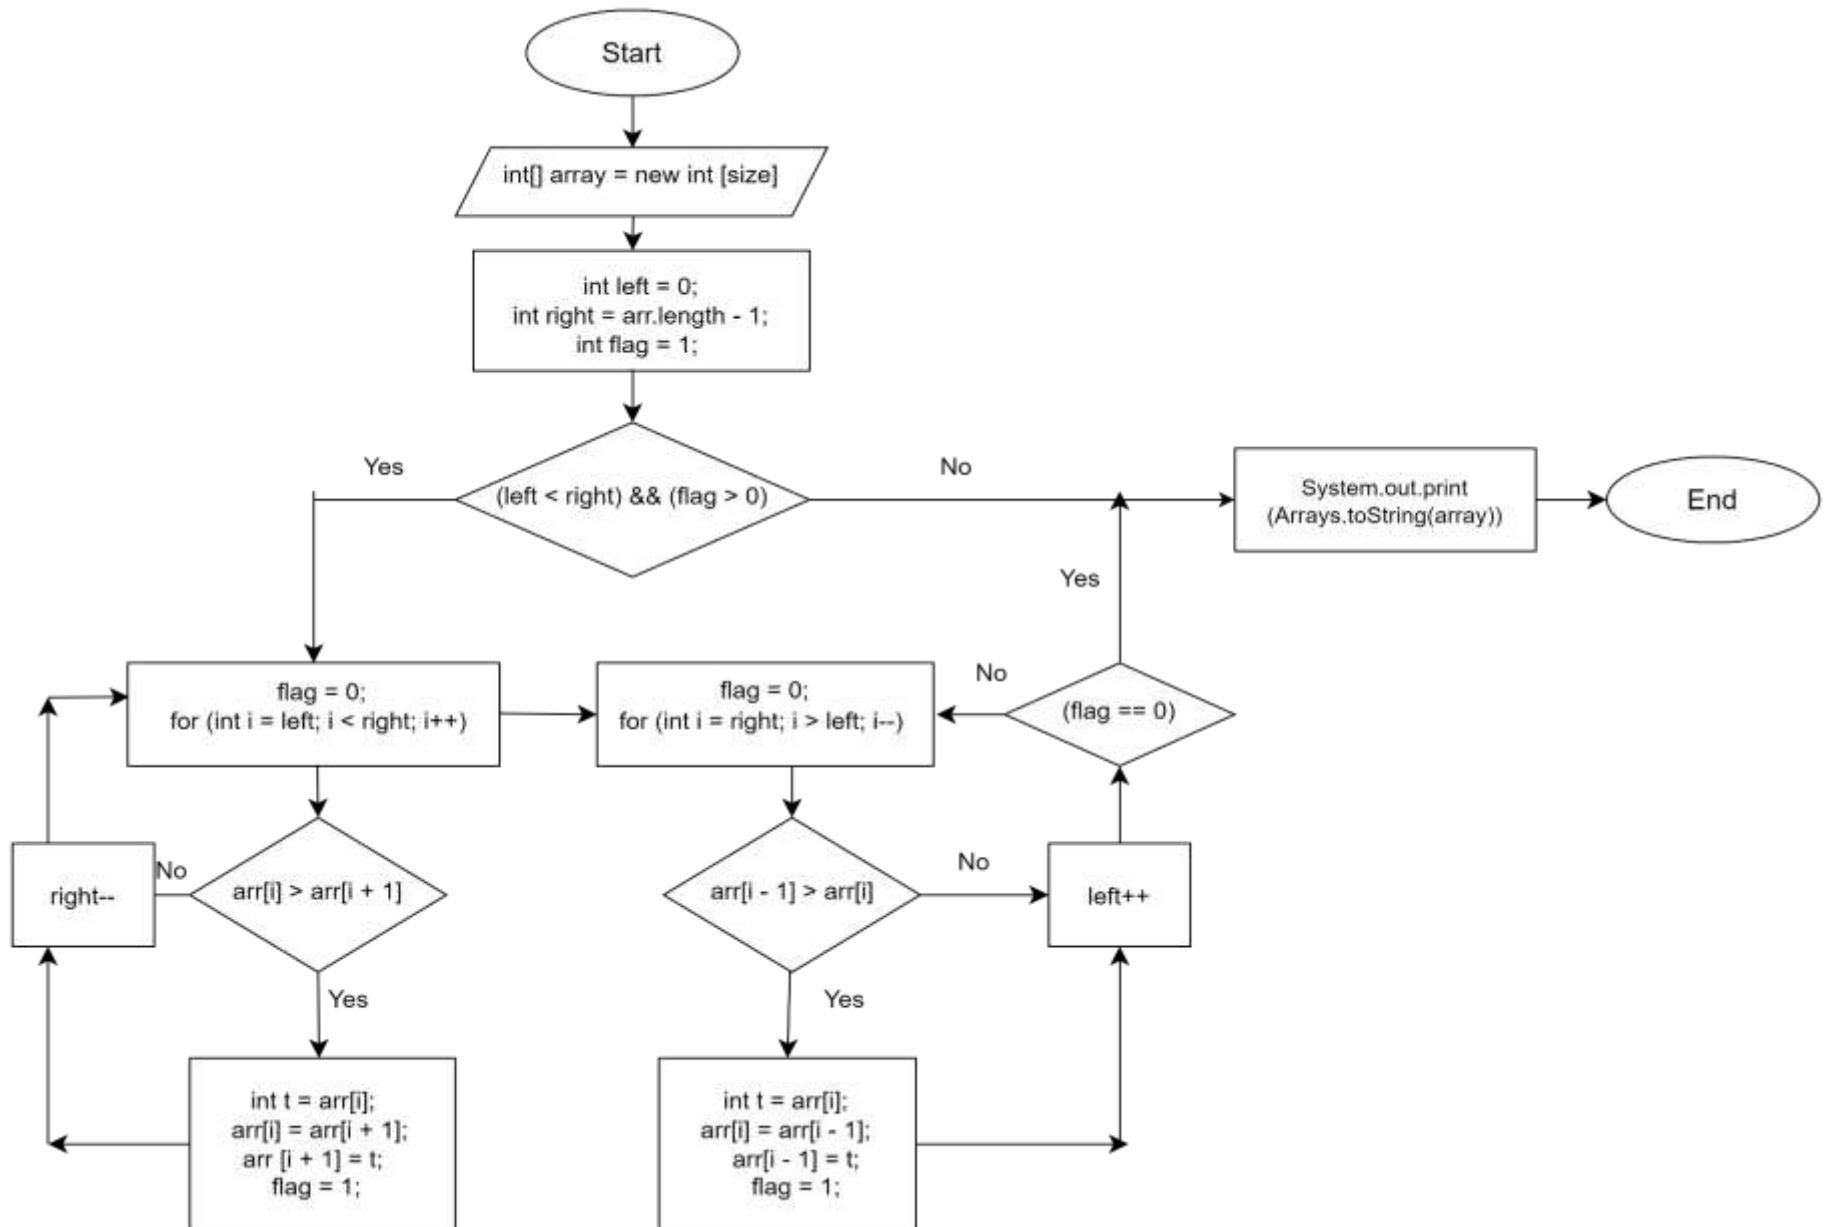 Start
int[] array = new int [size]
int left = 0;
int right = arr.length - 1;
int flag = 1;
Yes
(left < right) && (flag > 0)
No
System.out.print
(Arrays.toString(array))
End
Yes
flag = 0;
for (int i = left; i < right; i++)
flag = 0;
for (int i = right; i > left; i--)
No
(flag == 0)
right--
No
arr[i] > arr[i + 1]
arr[i - 1] > arr[i]
No
left++
Yes
Yes
int t = arr[i];
arr[i] = arr[i + 1];
arr [i + 1] = t;
flag = 1;
int t = arr[i];
arr[i] = arr[i - 1];
arr[i - 1] = t;
flag = 1;